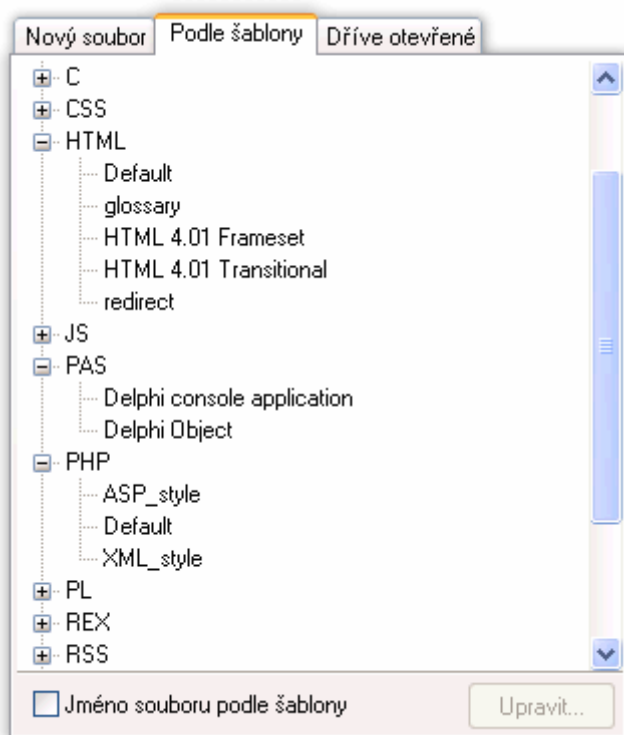 Nový soubor Podle šablony Dříve otevřené
C
CSS
HTML
Default
glossary
HTML 4.01 Frameset
HTML 4.01 Transitional
redirect
JS
PAS
Delphi console application
Delphi Object
PHP
ASP_style
Default
XML_style
PL
REX
RSS
Jméno souboru podle šablony Upravit...